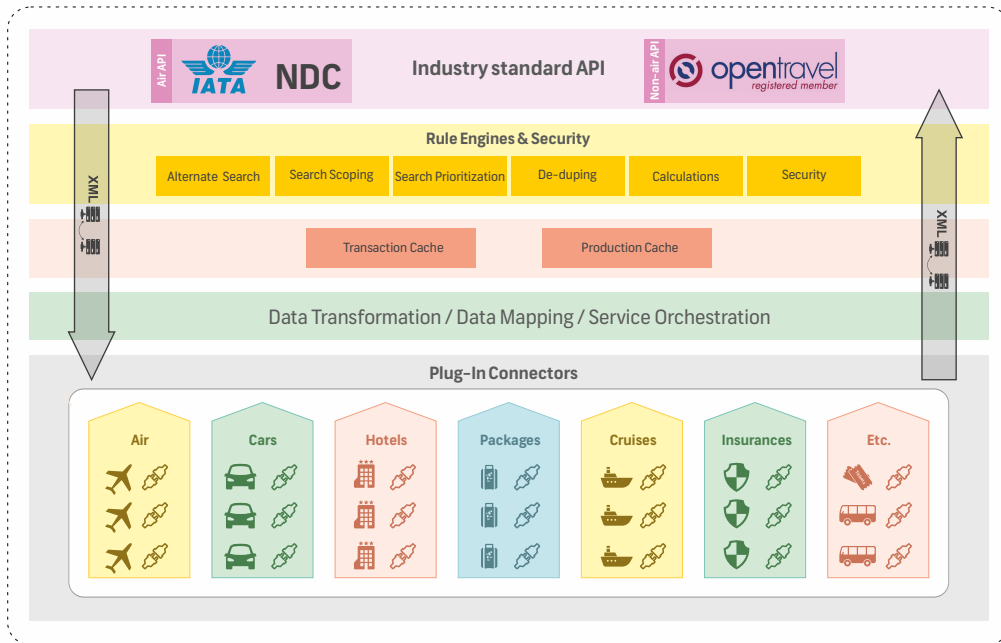 Air API
IATA
NDC
Industry standard API
Non-air API
opentravel
registered member
XML
XML
Rule Engines & Security
Alternate Search
Search Scoping
Search Prioritization
De-duping
Calculations
Security
Transaction Cache
Production Cache
Data Transformation / Data Mapping / Service Orchestration
Plug-In Connectors
Air
Cars
Hotels
Packages
Cruises
Insurances
Etc.